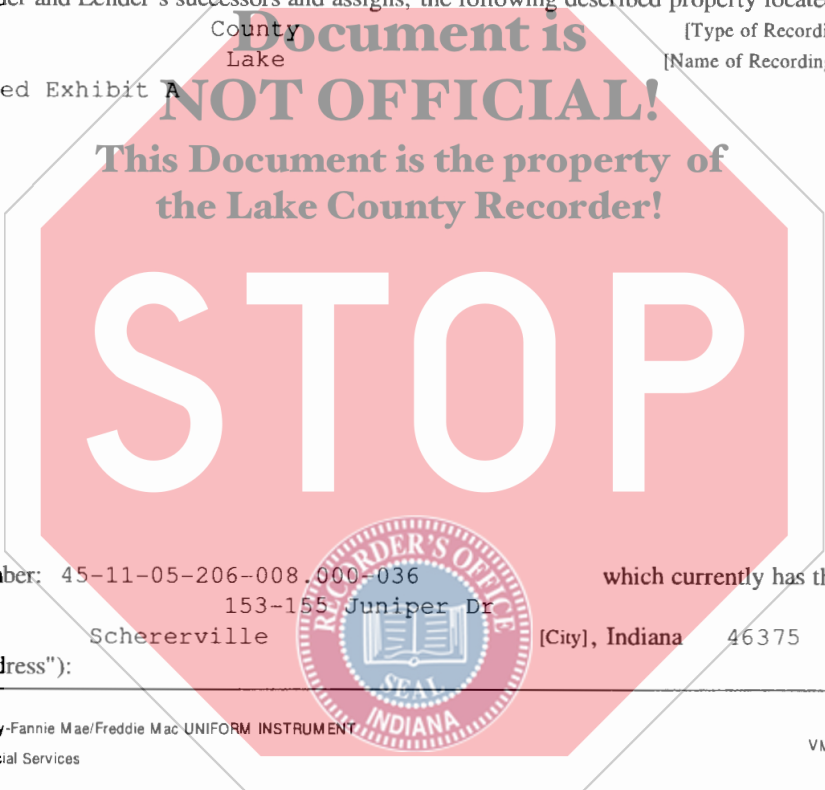 der and Lender's successors and assigns, the following described property located
County [Type of Recordi
Lake [Name of Recording
ed Exhibit A
Document is
NOT OFFICIAL!
This Document is the property of
the Lake County Recorder!
STOP
ber: 45-11-05-206-008.000-036 which currently has th
153-155 Juniper Dr
Schererville [City], Indiana 46375
dress"):
RECORDER'S OFFICE
SEAL
INDIANA
y-Fannie Mae/Freddie Mac UNIFORM INSTRUMENT
cial Services VM